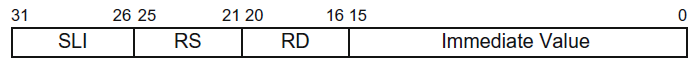 31 26 25 21 20 16 15 0
SLI RS RD Immediate Value